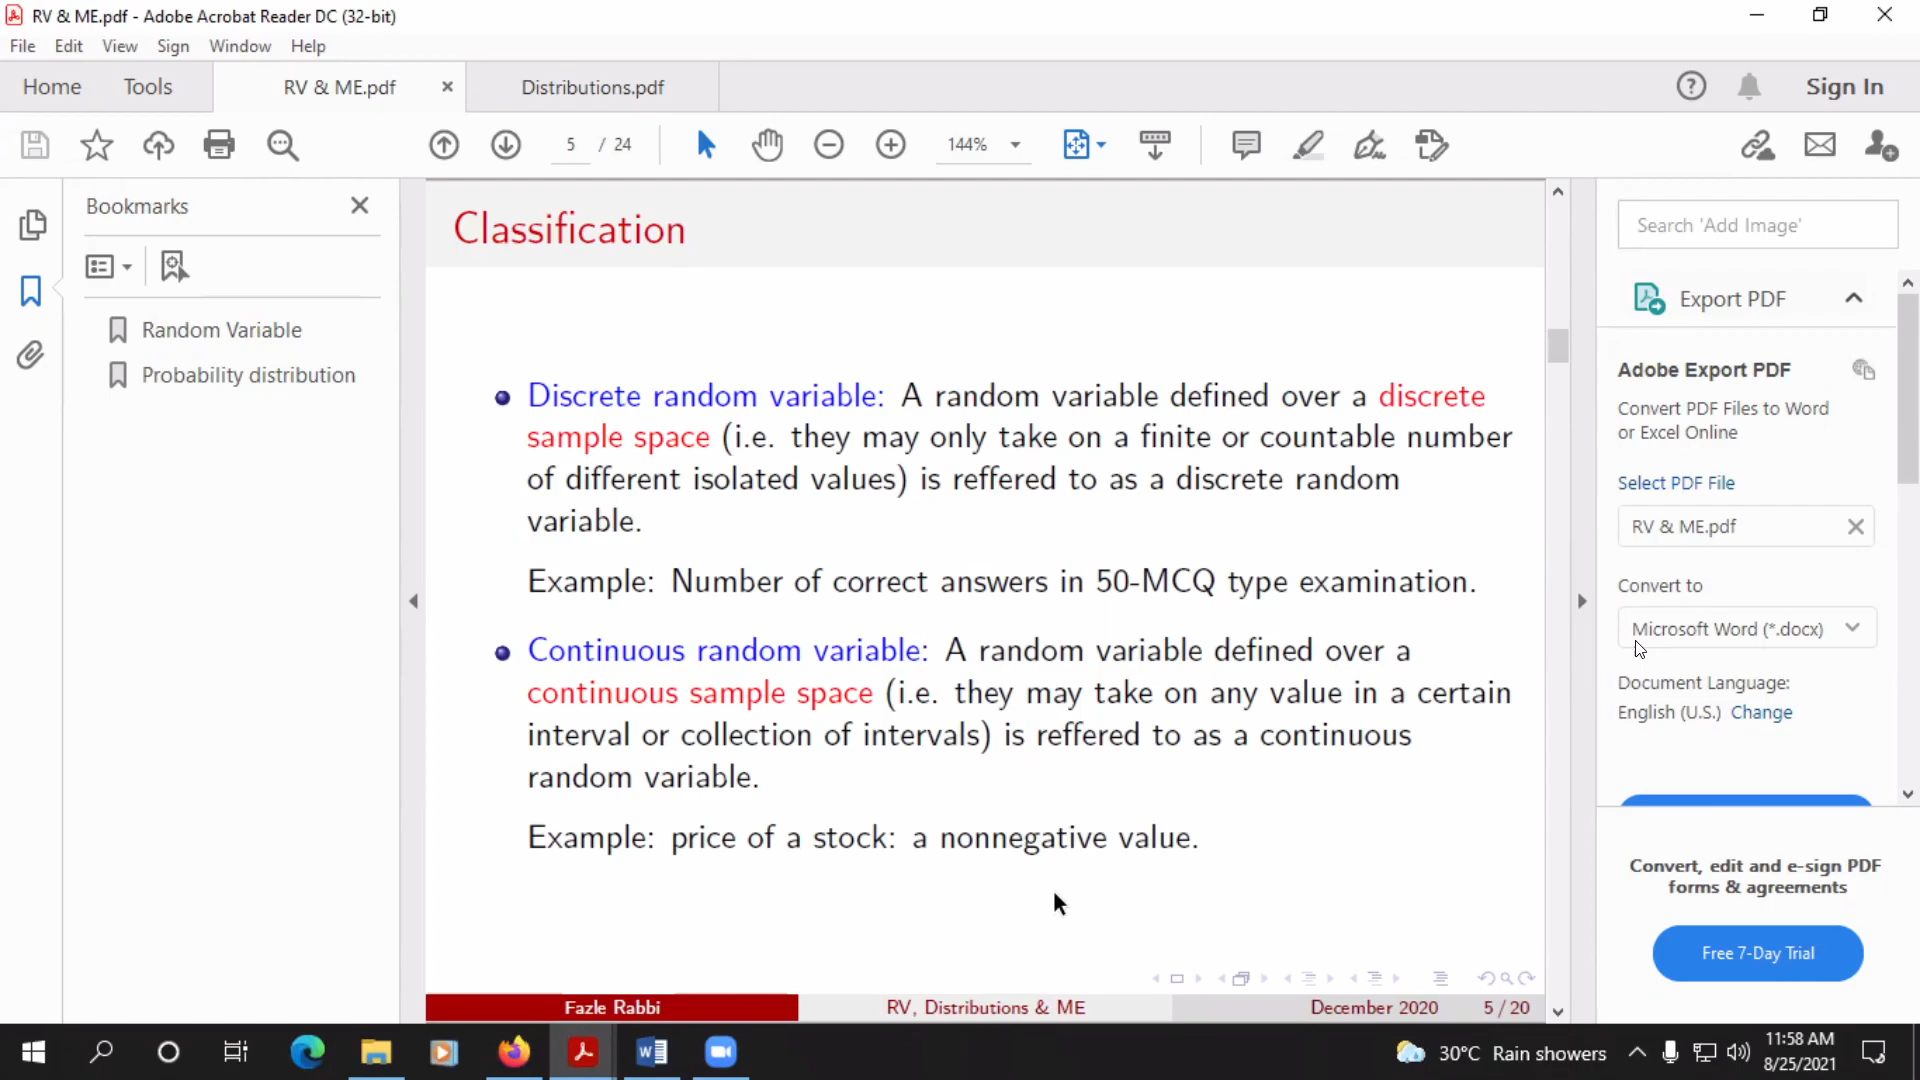 RV & ME.pdf - Adobe Acrobat Reader DC (32-bit)
File Edit View Sign Window Help
Home Tools RV & ME.pdf Distributions.pdf Sign In
5 / 24 144%
Bookmarks
Random Variable
Probability distribution
Classification
Discrete random variable: A random variable defined over a discrete
sample space (i.e. they may only take on a finite or countable number
of different isolated values) is reffered to as a discrete random
variable.
Example: Number of correct answers in 50-MCQ type examination.
Continuous random variable: A random variable defined over a
continuous sample space (i.e. they may take on any value in a certain
interval or collection of intervals) is reffered to as a continuous
random variable.
Example: price of a stock: a nonnegative value.
Fazle Rabbi RV, Distributions & ME December 2020 5 / 20
Search 'Add Image'
Export PDF
Adobe Export PDF
Convert PDF Files to Word
or Excel Online
Select PDF File
RV & ME.pdf
Convert to
Microsoft Word (*.docx)
Document Language:
English (U.S.) Change
Convert, edit and e-sign PDF
forms & agreements
Free 7-Day Trial
30°C Rain showers
11:58 AM
8/25/2021